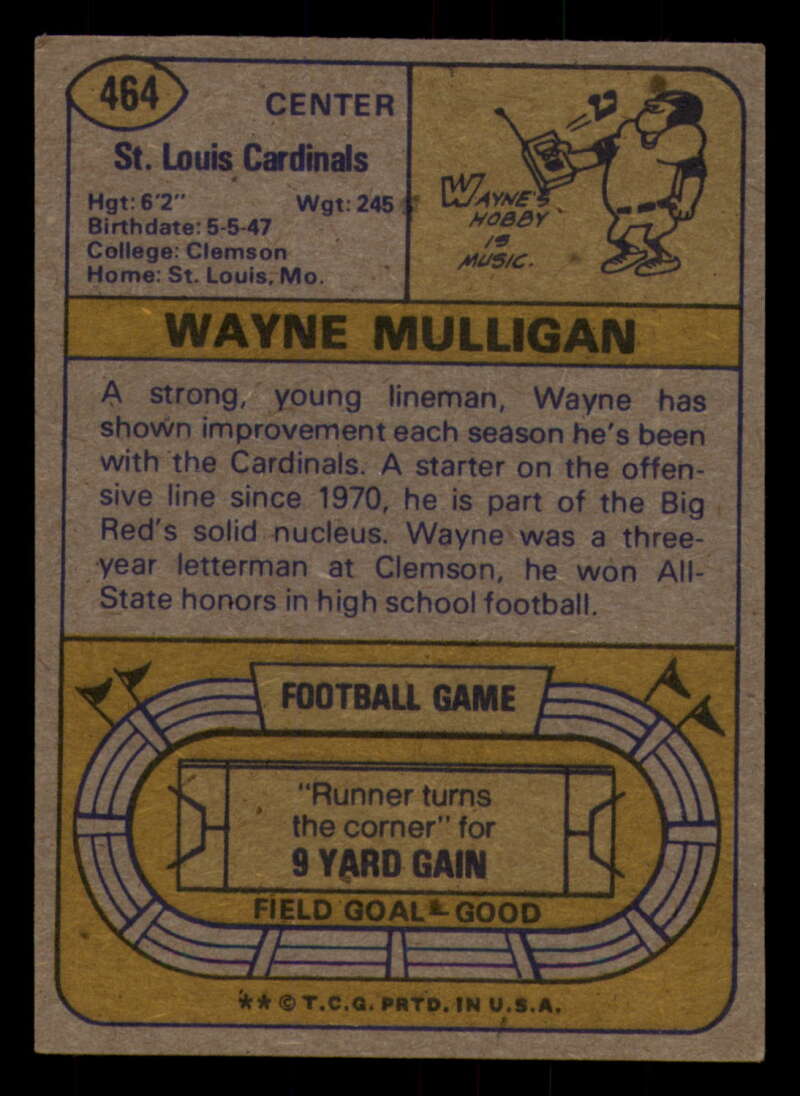 464
CENTER
St. Louis Cardinals
Hgt: 6'2" Wgt: 245
Birthdate: 5-5-47
College: Clemson
Home: St. Louis, Mo.
WAYNE'S
HOBBY
IS
MUSIC.
WAYNE MULLIGAN
A strong, young lineman, Wayne has
shown improvement each season he's been
with the Cardinals. A starter on the offen-
sive line since 1970, he is part of the Big
Red's solid nucleus. Wayne was a three-
year letterman at Clemson, he won All-
State honors in high school football.
FOOTBALL GAME
"Runner turns
the corner" for
9 YARD GAIN
FIELD GOAL – GOOD
** © T.C.G. PRTD. IN U.S.A.